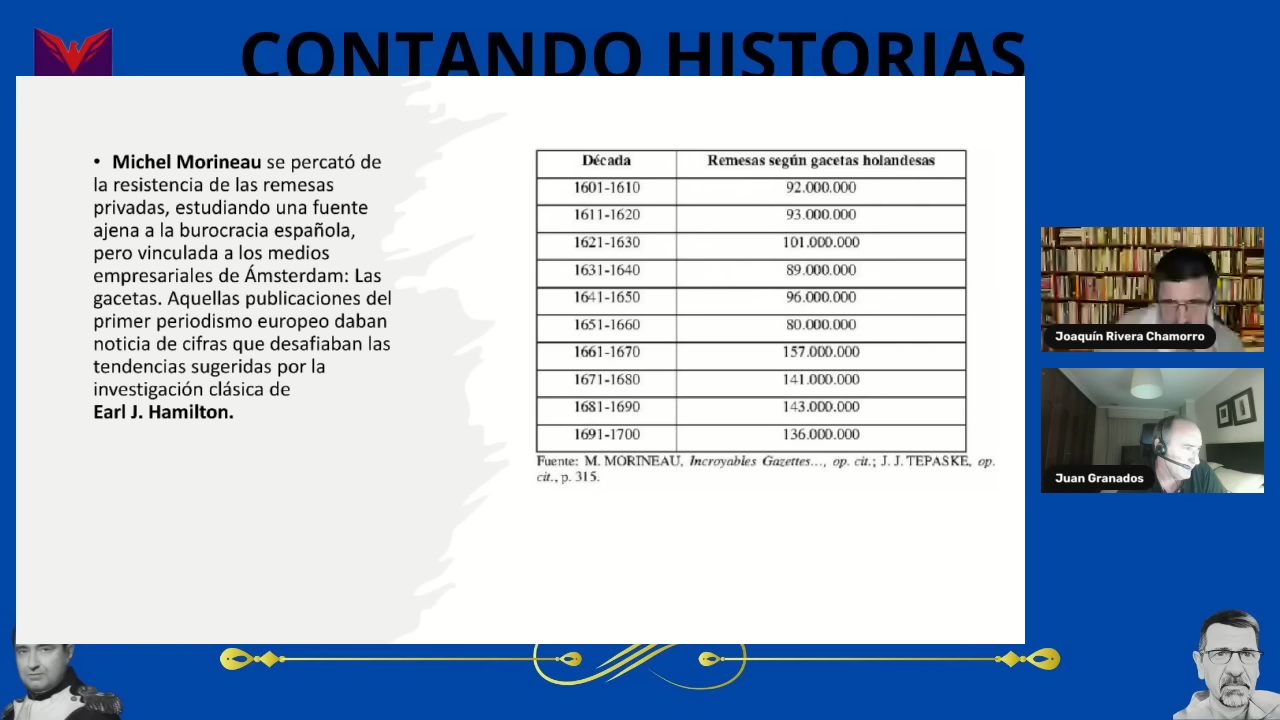 CONTANDO HISTORIAS
• Michel Morineau se percató de
la resistencia de las remesas
privadas, estudiando una fuente
ajena a la burocracia española,
pero vinculada a los medios
empresariales de Ámsterdam: Las
gacetas. Aquellas publicaciones del
primer periodismo europeo daban
noticia de cifras que desafiaban las
tendencias sugeridas por la
investigación clásica de
Earl J. Hamilton.
Década Remesas según gacetas holandesas
1601-1610 92.000.000
1611-1620 93.000.000
1621-1630 101.000.000
1631-1640 89.000.000
1641-1650 96.000.000
1651-1660 80.000.000
1661-1670 157.000.000
1671-1680 141.000.000
1681-1690 143.000.000
1691-1700 136.000.000
Fuente: M. MORINEAU, Incroyables Gazettes..., op. cit.; J. J. TEPASKE, op.
cit., p. 315.
Joaquín Rivera Chamorro
Juan Granados